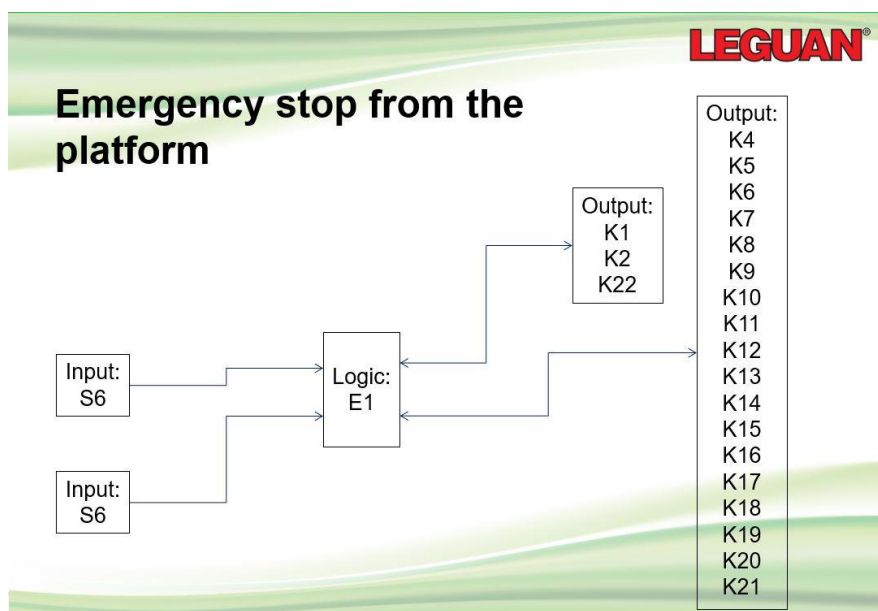 LEGUAN®
Emergency stop from the
platform
Input:
S6
Input:
S6
Logic:
E1
Output:
K1
K2
K22
Output:
K4
K5
K6
K7
K8
K9
K10
K11
K12
K13
K14
K15
K16
K17
K18
K19
K20
K21